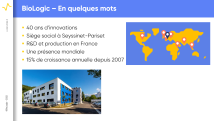 BioLogic – En quelques mots
• 40 ans d'innovations
• Siège social à Seyssinet-Pariset
• R&D et production en France
• Une présence mondiale
• 15% de croissance annuelle depuis 2007